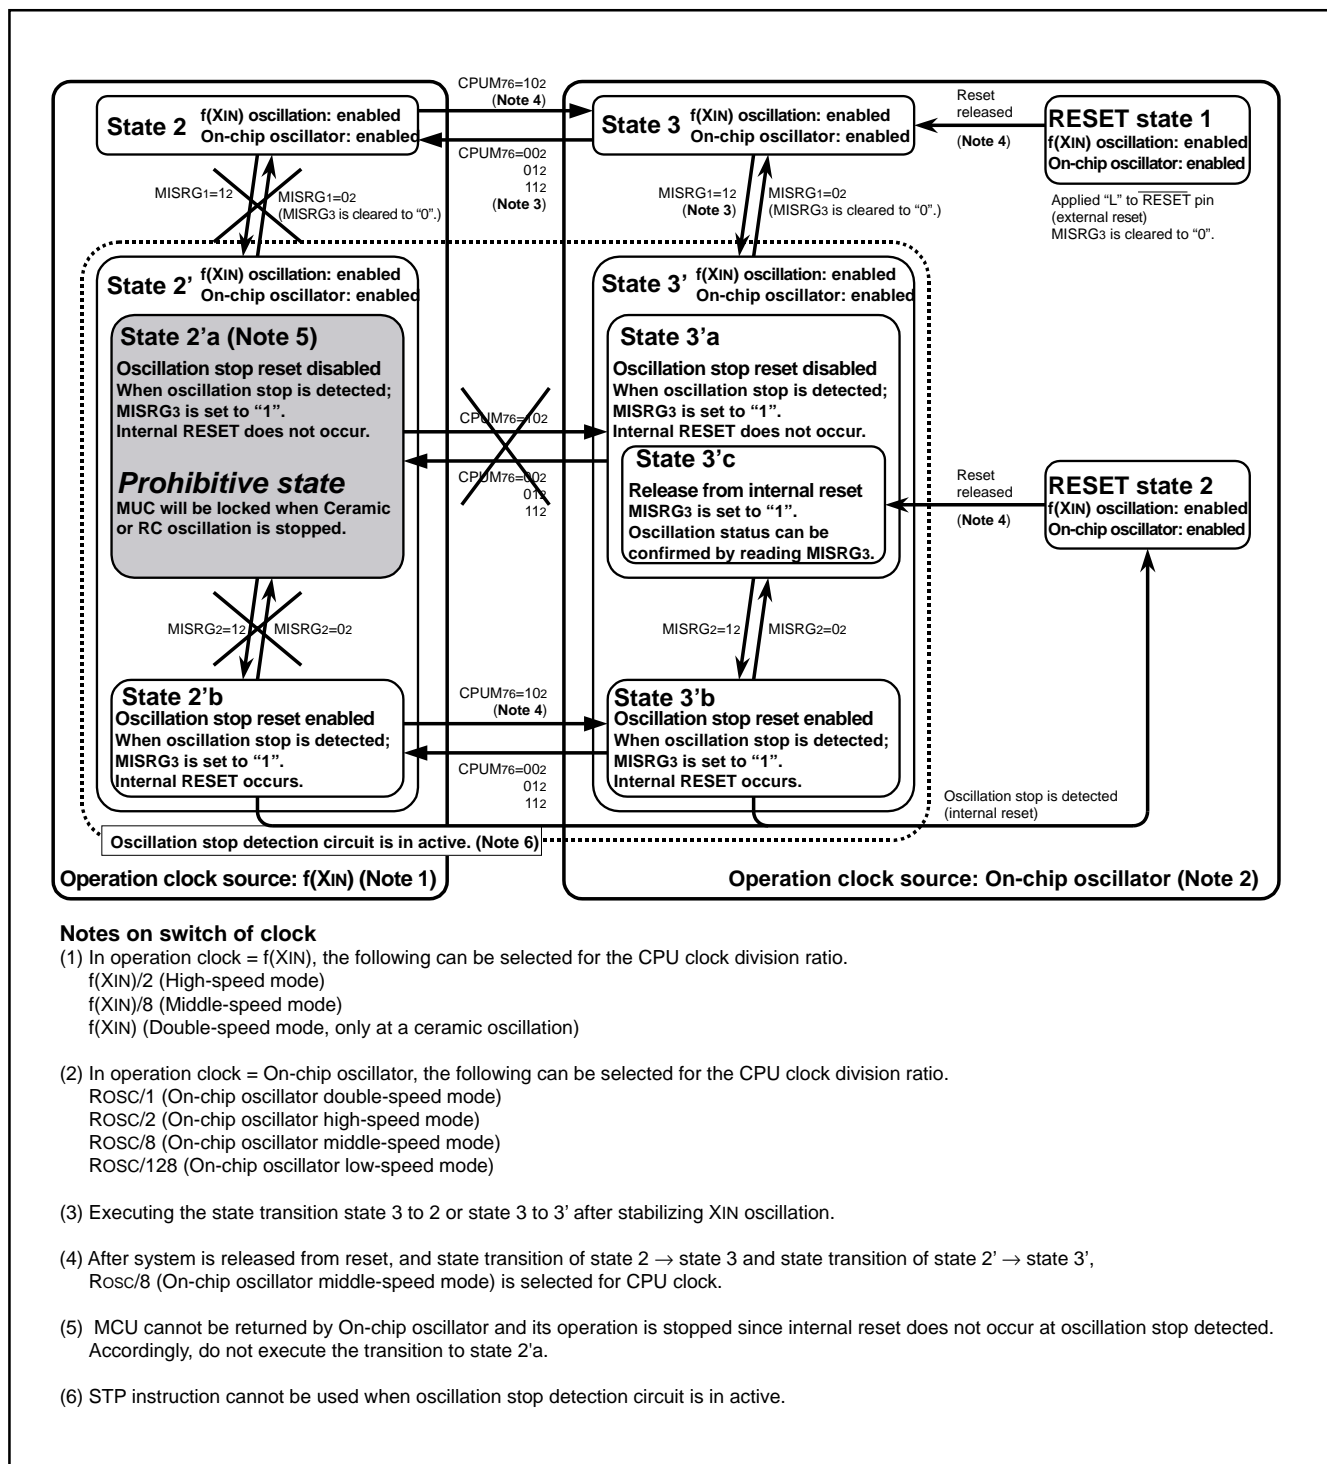 CPUM76=102
(Note 4)
State 2
f(XIN) oscillation: enabled
On-chip oscillator: enabled
State 3
f(XIN) oscillation: enabled
On-chip oscillator: enabled
Reset
released
(Note 4)
RESET state 1
f(XIN) oscillation: enabled
On-chip oscillator: enabled
CPUM76=002
012
112
(Note 3)
MISRG1=12
MISRG1=02
(MISRG3 is cleared to “0”.)
MISRG1=12
(Note 3)
MISRG1=02
(MISRG3 is cleared to “0”.)
Applied “L” to RESET pin
(external reset)
MISRG3 is cleared to “0”.
State 2’
f(XIN) oscillation: enabled
On-chip oscillator: enabled
State 3’
f(XIN) oscillation: enabled
On-chip oscillator: enabled
State 2’a (Note 5)
Oscillation stop reset disabled
When oscillation stop is detected;
MISRG3 is set to “1”.
Internal RESET does not occur.
Prohibitive state
MUC will be locked when Ceramic
or RC oscillation is stopped.
CPUM76=102
CPUM76=002
012
112
State 3’a
Oscillation stop reset disabled
When oscillation stop is detected;
MISRG3 is set to “1”.
Internal RESET does not occur.
State 3’c
Release from internal reset
MISRG3 is set to “1”.
Oscillation status can be
confirmed by reading MISRG3.
Reset
released
(Note 4)
RESET state 2
f(XIN) oscillation: enabled
On-chip oscillator: enabled
MISRG2=12
MISRG2=02
MISRG2=12
MISRG2=02
State 2’b
Oscillation stop reset enabled
When oscillation stop is detected;
MISRG3 is set to “1”.
Internal RESET occurs.
CPUM76=102
(Note 4)
CPUM76=002
012
112
State 3’b
Oscillation stop reset enabled
When oscillation stop is detected;
MISRG3 is set to “1”.
Internal RESET occurs.
Oscillation stop is detected
(internal reset)
Oscillation stop detection circuit is in active. (Note 6)
Operation clock source: f(XIN) (Note 1)
Operation clock source: On-chip oscillator (Note 2)
Notes on switch of clock
(1) In operation clock = f(XIN), the following can be selected for the CPU clock division ratio.
f(XIN)/2 (High-speed mode)
f(XIN)/8 (Middle-speed mode)
f(XIN) (Double-speed mode, only at a ceramic oscillation)
(2) In operation clock = On-chip oscillator, the following can be selected for the CPU clock division ratio.
ROSC/1 (On-chip oscillator double-speed mode)
ROSC/2 (On-chip oscillator high-speed mode)
ROSC/8 (On-chip oscillator middle-speed mode)
ROSC/128 (On-chip oscillator low-speed mode)
(3) Executing the state transition state 3 to 2 or state 3 to 3’ after stabilizing XIN oscillation.
(4) After system is released from reset, and state transition of state 2 → state 3 and state transition of state 2’ → state 3’,
ROSC/8 (On-chip oscillator middle-speed mode) is selected for CPU clock.
(5) MCU cannot be returned by On-chip oscillator and its operation is stopped since internal reset does not occur at oscillation stop detected.
Accordingly, do not execute the transition to state 2’a.
(6) STP instruction cannot be used when oscillation stop detection circuit is in active.